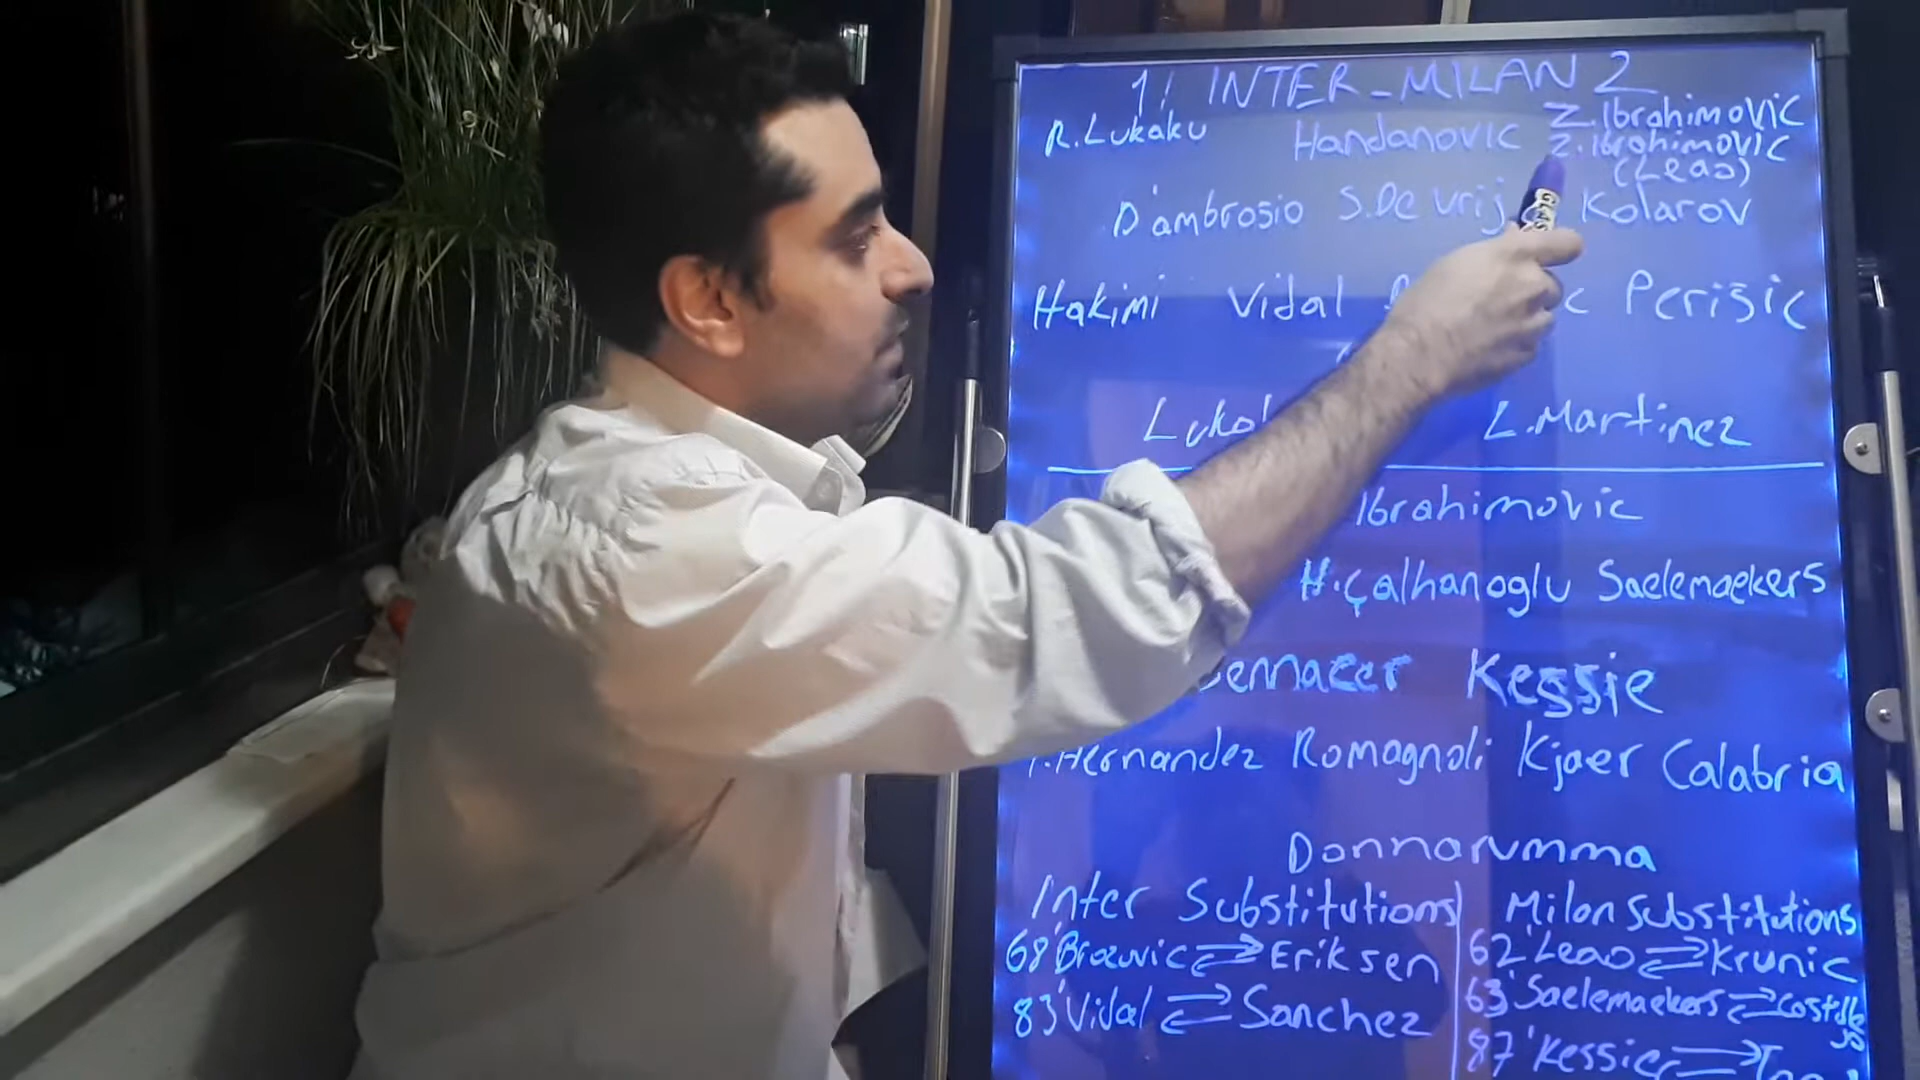 1! INTER_MILAN 2
R.Lukaku Handanovic Z.Ibrahimovic
Z.Ibrahimovic
(Leao)
D'ambrosio S.De vrij Kolarov
Hakimi Vidal Perisic
L.Martinez
Ibrahimovic
H.Çalhanoglu Saelemaekers
Kessie
T.Hernandez Romagnoli Kjaer Calabria
Donnarumma
Inter Substitutions Milan Substitutions
68' Brozovic ⇄ Eriksen 62' Leao ⇄ Krunic
83' Vidal ⇄ Sanchez 63' Saelemaekers ⇄
87' Kessie